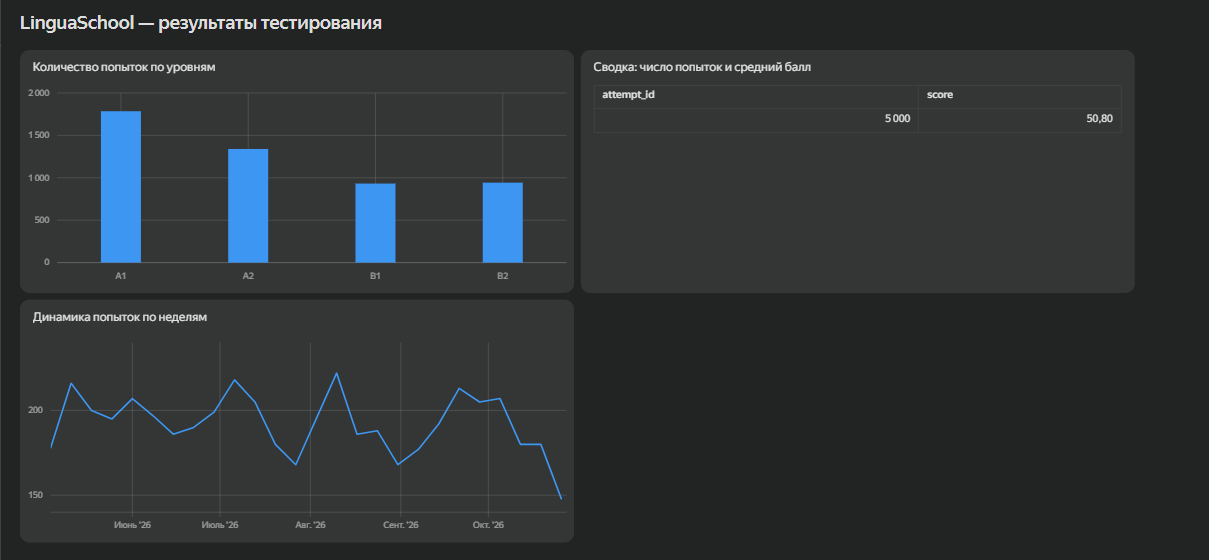 LinguaSchool — результаты тестирования
Количество попыток по уровням
2 000
1 500
1 000
500
0
A1 A2 B1 B2
Сводка: число попыток и средний балл
attempt_id score
5 000 50,80
Динамика попыток по неделям
200
150
Июнь '26 Июль '26 Авг. '26 Сент. '26 Окт. '26